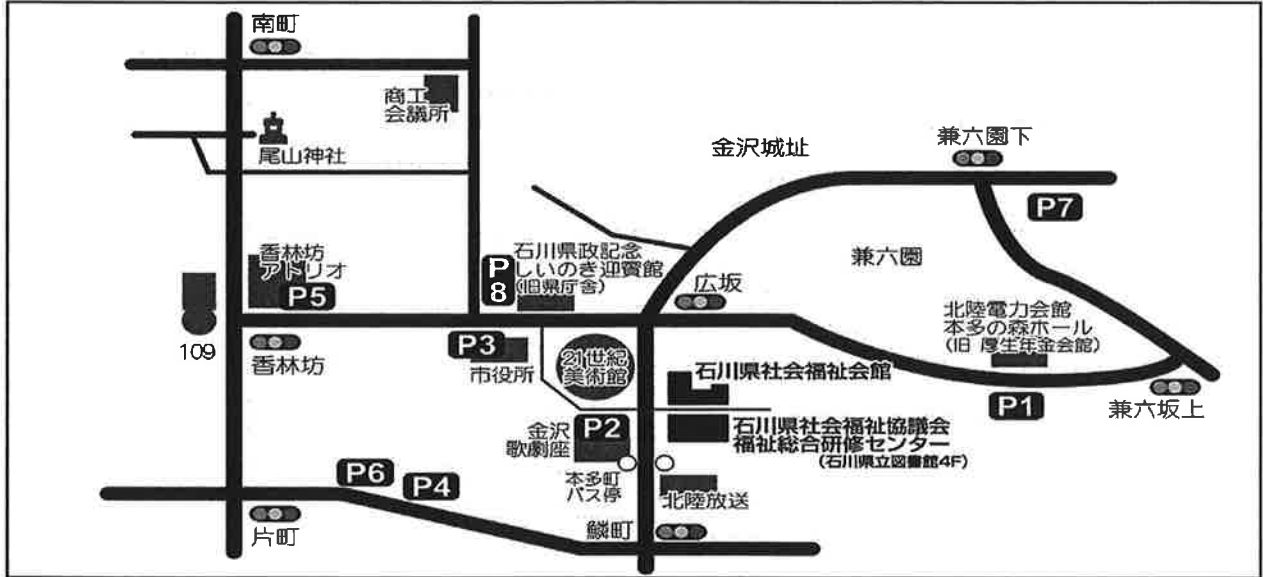 南町
商工
会議所
尾山神社
金沢城址
兼六園下
P7
香林坊
アトリオ
P5
P
8
石川県政記念
しいのき迎賓館
(旧県庁舎)
広坂
兼六園
北陸電力会館
本多の森ホール
(旧 厚生年金会館)
109
香林坊
P3
市役所
21世紀
美術館
石川県社会福祉会館
P1
兼六坂上
金沢
歌劇座
P2
石川県社会福祉協議会
福祉総合研修センター
(石川県立図書館4F)
P6
P4
本多町
バス停
北陸放送
片町
鱗町